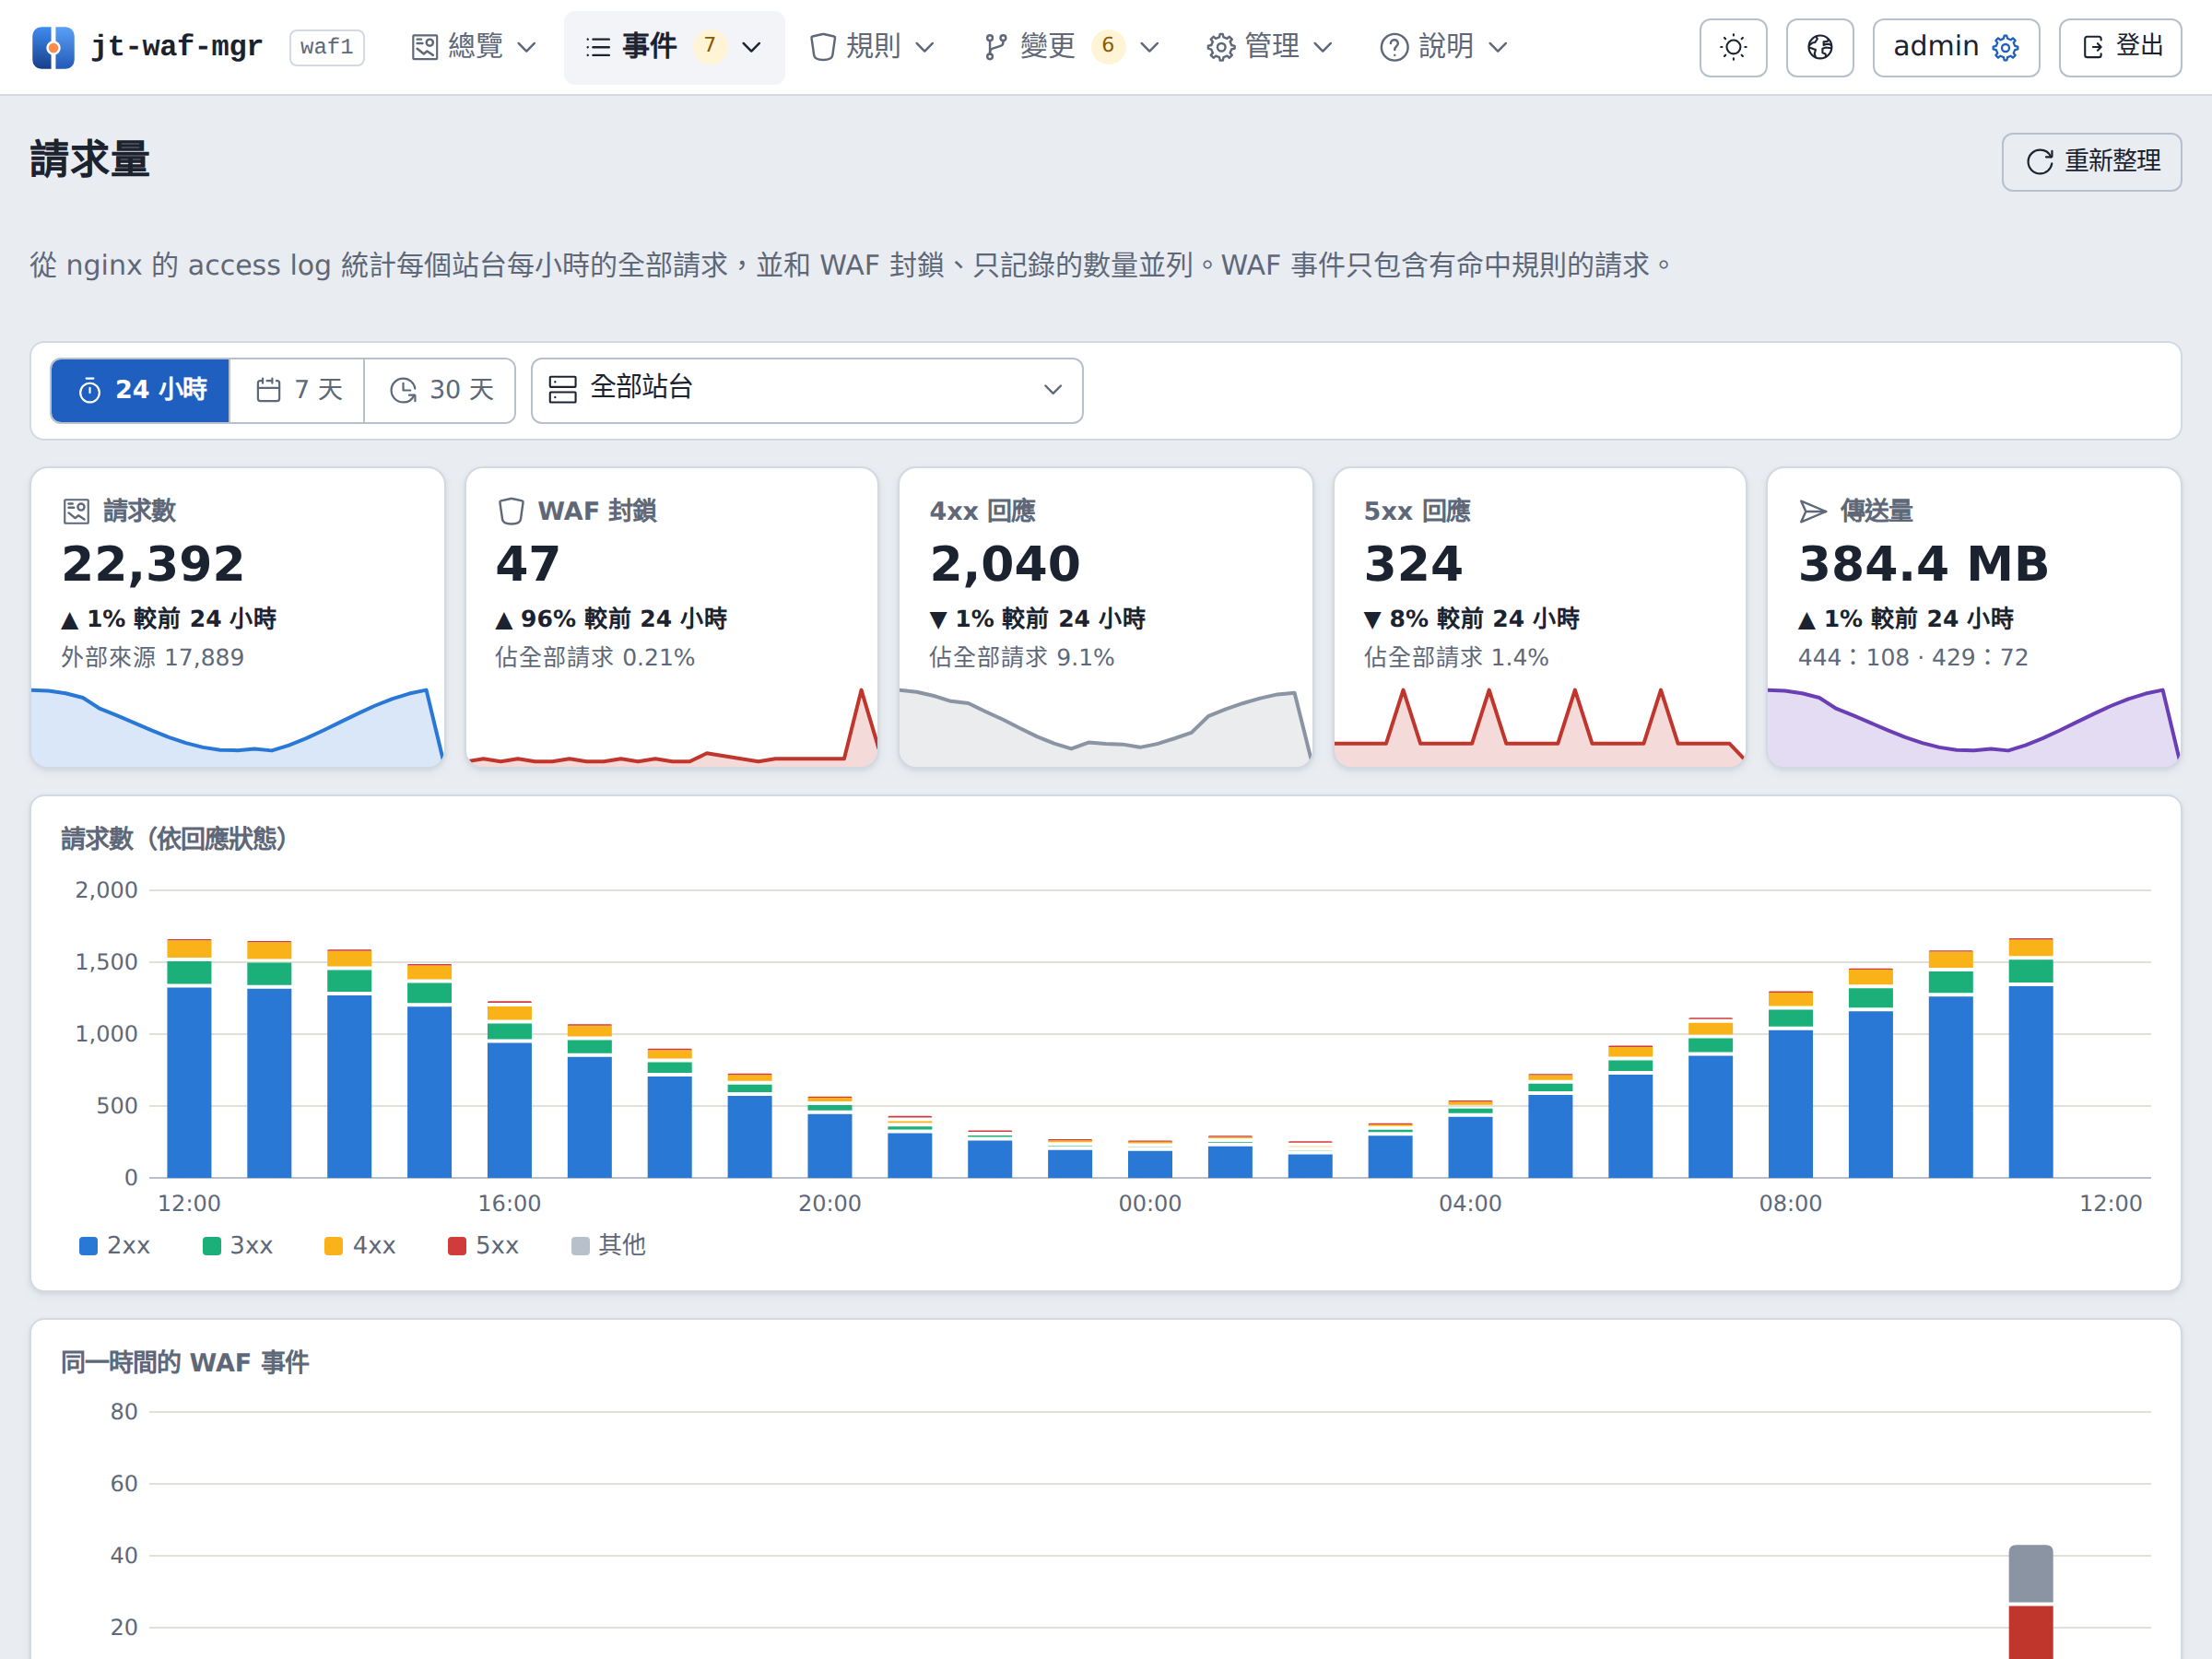 jt-waf-mgr waf1 總覽 事件 7 規則 變更 6 管理 說明 admin 登出
請求量
重新整理
從 nginx 的 access log 統計每個站台每小時的全部請求，並和 WAF 封鎖、只記錄的數量並列。WAF 事件只包含有命中規則的請求。
24 小時 7 天 30 天 全部站台
請求數
22,392
▲ 1% 較前 24 小時
外部來源 17,889
WAF 封鎖
47
▲ 96% 較前 24 小時
佔全部請求 0.21%
4xx 回應
2,040
▼ 1% 較前 24 小時
佔全部請求 9.1%
5xx 回應
324
▼ 8% 較前 24 小時
佔全部請求 1.4%
傳送量
384.4 MB
▲ 1% 較前 24 小時
444：108 · 429：72
請求數（依回應狀態）
2,000
1,500
1,000
500
0
12:00 16:00 20:00 00:00 04:00 08:00 12:00
2xx 3xx 4xx 5xx 其他
同一時間的 WAF 事件
80
60
40
20